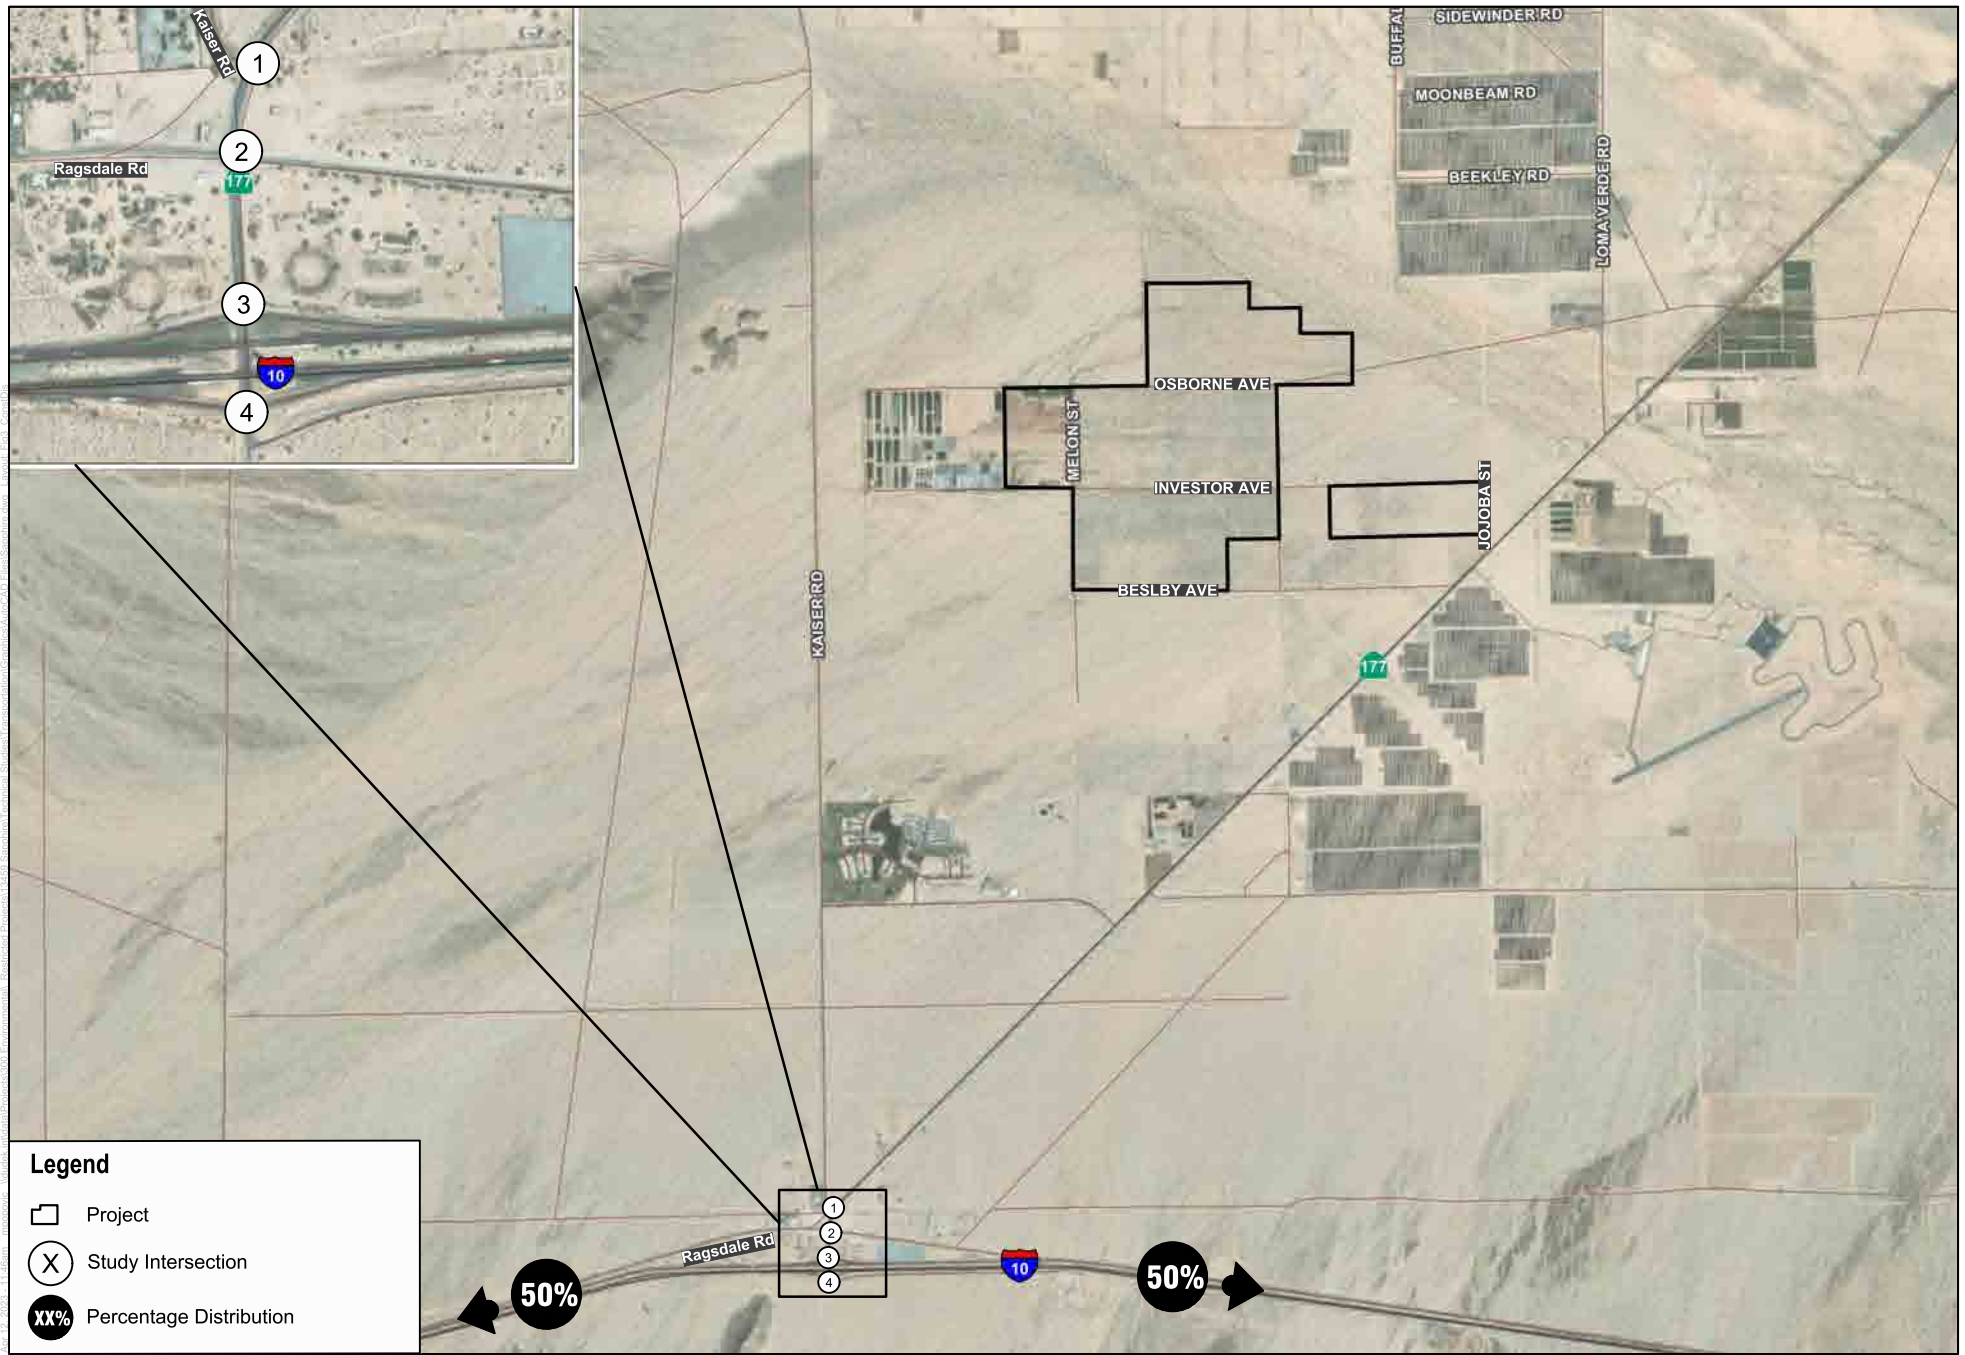 Kaiser Rd
1
2
Ragsdale Rd
177
3
10
4
SIDEWINDER RD
MOONBEAM RD
BEEKLEY RD
LOMA VERDE RD
OSBORNE AVE
MELON ST
INVESTOR AVE
JOJOBA ST
BESLBY AVE
KAISER RD
177
1
2
Ragsdale Rd
3
4
10
50%
50%
Legend
Project
X
Study Intersection
XX%
Percentage Distribution